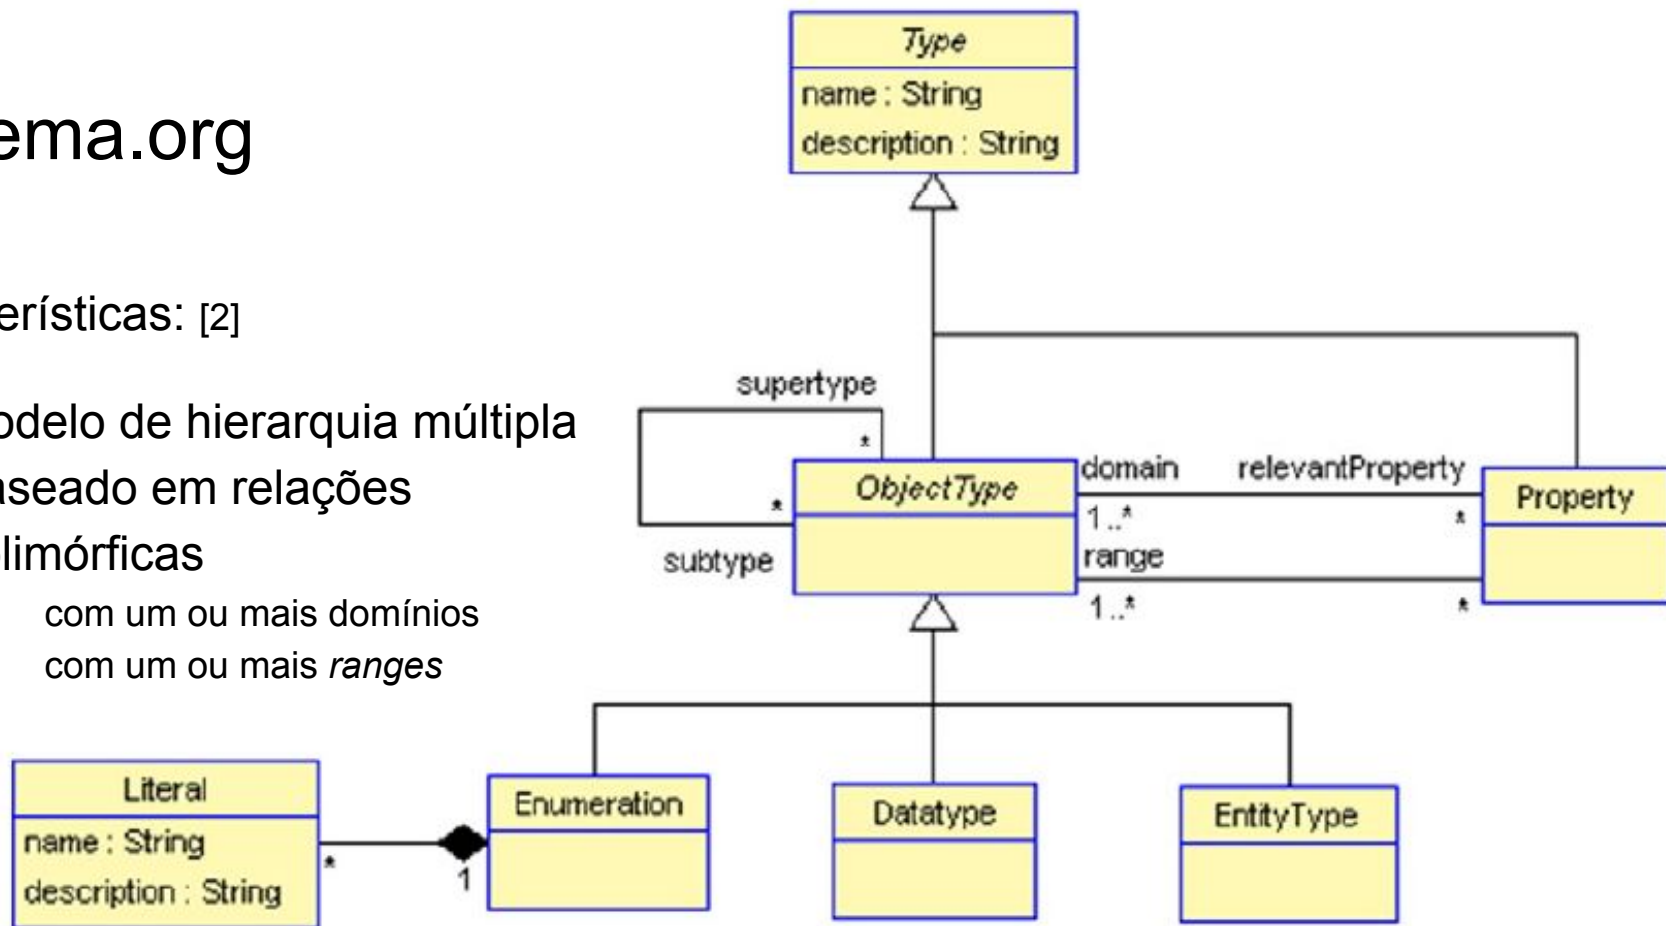 ema.org
erísticas: [2]
odelo de hierarquia múltipla
aseado em relações
olimórficas
com um ou mais domínios
com um ou mais ranges
Type
name : String
description : String
supertype
*
*
subtype
ObjectType
domain
relevantProperty
1..*
*
range
1..*
*
Property
Literal
name : String
description : String
*
1
Enumeration
Datatype
EntityType